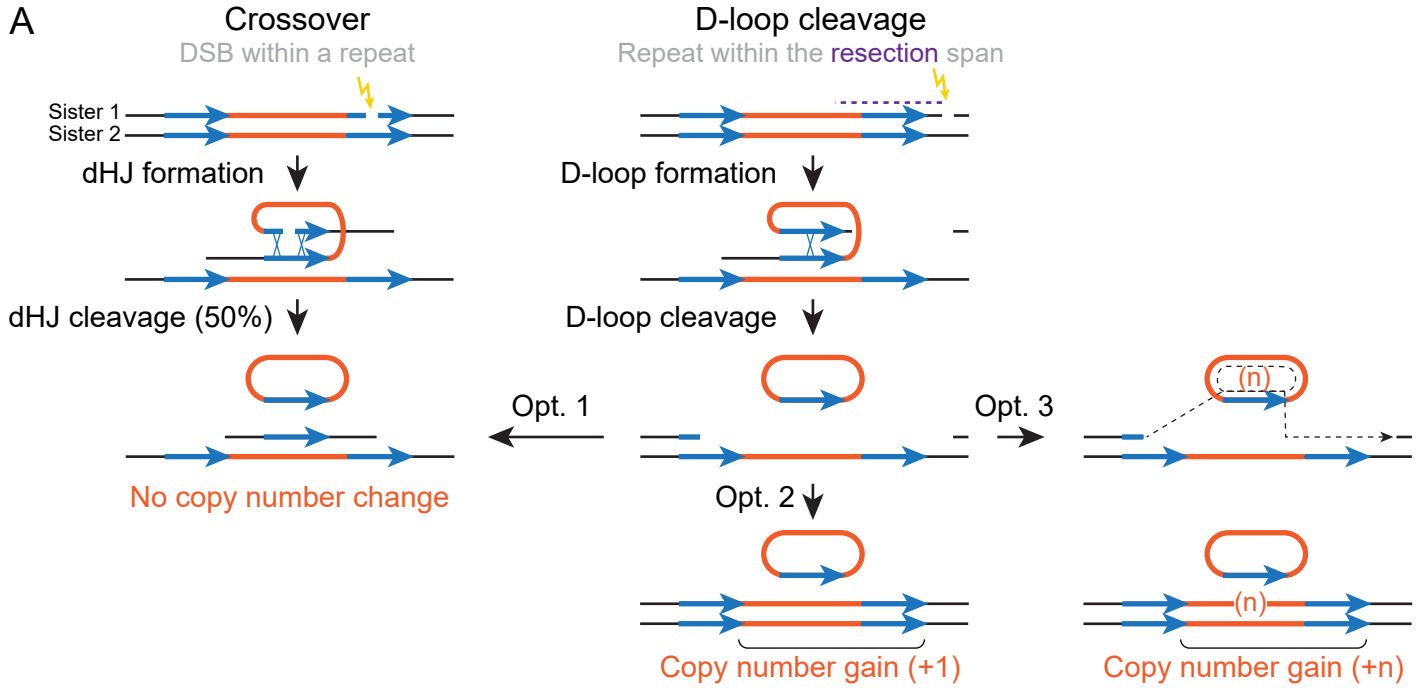 A
Crossover
DSB within a repeat
D-loop cleavage
Repeat within the resection span
Sister 1
Sister 2
dHJ formation
D-loop formation
dHJ cleavage (50%)
D-loop cleavage
Opt. 1
Opt. 3
(n)
No copy number change
Opt. 2
(n)
Copy number gain (+1)
Copy number gain (+n)